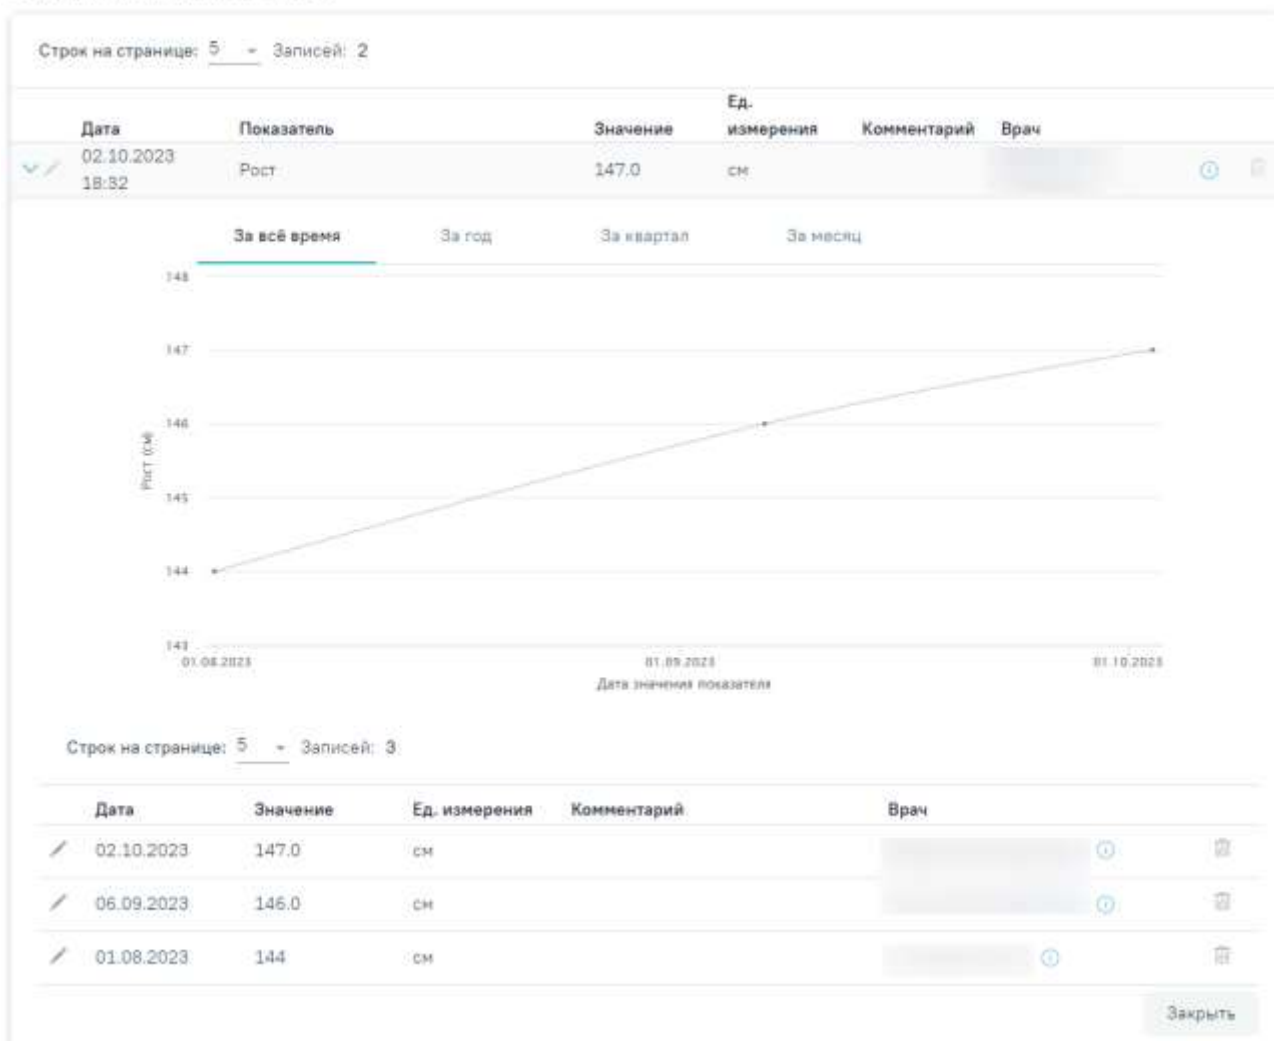 Строк на странице: 5 Записей: 2
Дата Показатель Значение Ед. измерения Комментарий Врач
02.10.2023 18:32 Рост 147.0 см
За всё время За год За квартал За месяц
148
147
146
145
144
143
Рост (см)
01.08.2023 01.09.2023 01.10.2023
Дата значения показателя
Строк на странице: 5 Записей: 3
Дата Значение Ед. измерения Комментарий Врач
02.10.2023 147.0 см
06.09.2023 146.0 см
01.08.2023 144 см
Закрыть